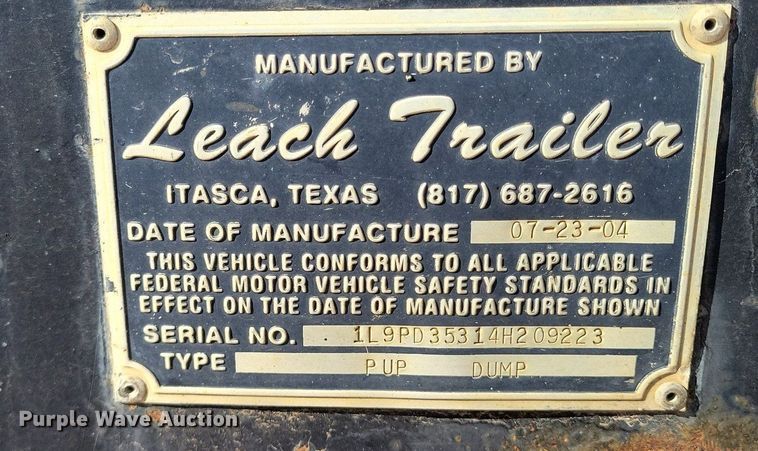 MANUFACTURED BY
Leach Trailer
ITASCA, TEXAS (817) 687-2616
DATE OF MANUFACTURE 07-23-04
THIS VEHICLE CONFORMS TO ALL APPLICABLE
FEDERAL MOTOR VEHICLE SAFETY STANDARDS IN
EFFECT ON THE DATE OF MANUFACTURE SHOWN
SERIAL NO. 1L9PD35314H209223
TYPE PUP DUMP
Purple Wave Auction